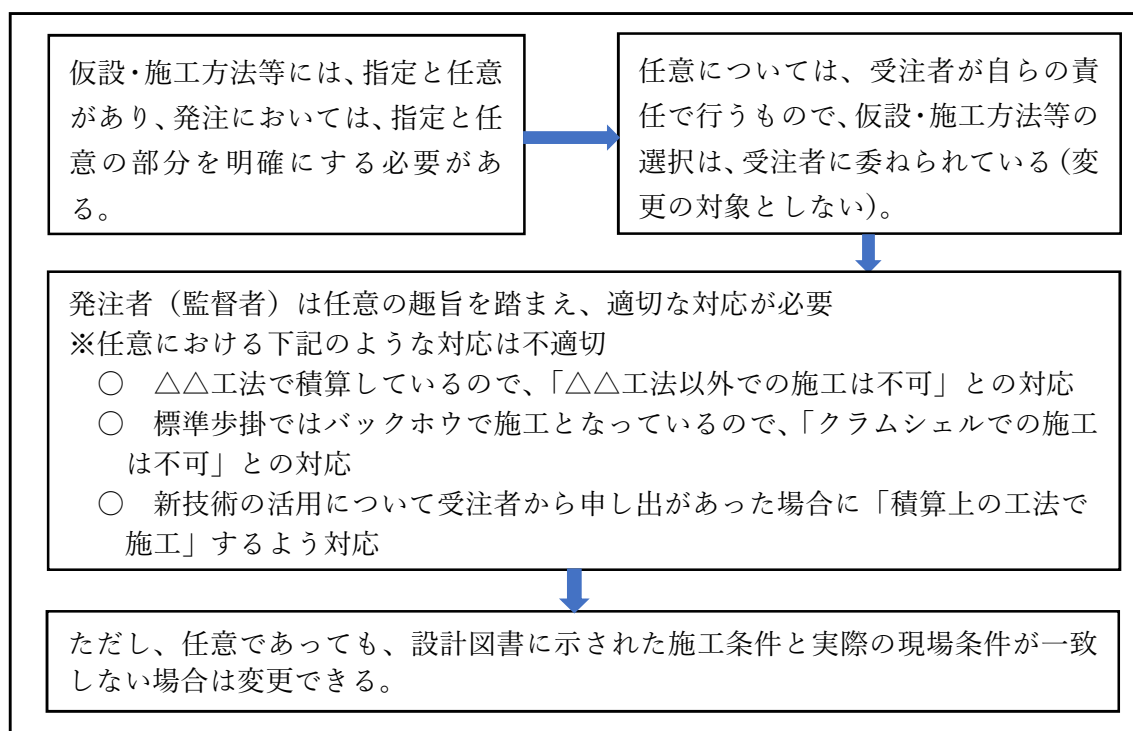 仮設・施工方法等には、指定と任意
があり、発注においては、指定と任
意の部分を明確にする必要があ
る。
任意については、受注者が自らの責
任で行うもので、仮設・施工方法等の
選択は、受注者に委ねられている（変
更の対象としない）。
発注者（監督者）は任意の趣旨を踏まえ、適切な対応が必要
※任意における下記のような対応は不適切
○　△△工法で積算しているので、「△△工法以外での施工は不可」との対応
○　標準歩掛ではバックホウで施工となっているので、「クラムシェルでの施工
は不可」との対応
○　新技術の活用について受注者から申し出があった場合に「積算上の工法で
施工」するよう対応
ただし、任意であっても、設計図書に示された施工条件と実際の現場条件が一致
しない場合は変更できる。